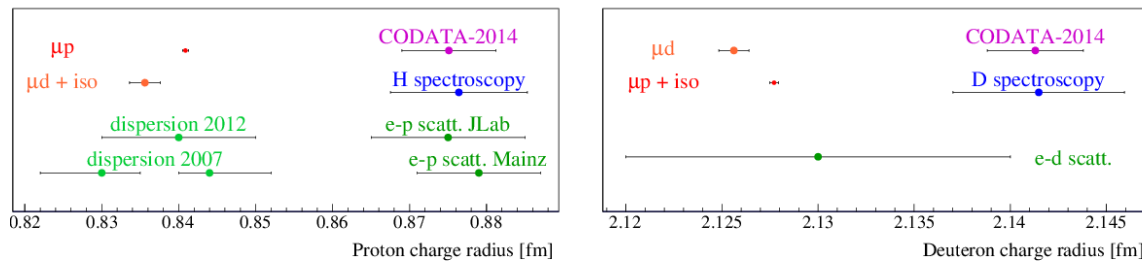 μp
CODATA-2014
μd + iso
H spectroscopy
dispersion 2012
e-p scatt. JLab
dispersion 2007
e-p scatt. Mainz
0.82 0.83 0.84 0.85 0.86 0.87 0.88
Proton charge radius [fm]
μd
CODATA-2014
μp + iso
D spectroscopy
e-d scatt.
2.12 2.125 2.13 2.135 2.14 2.145
Deuteron charge radius [fm]